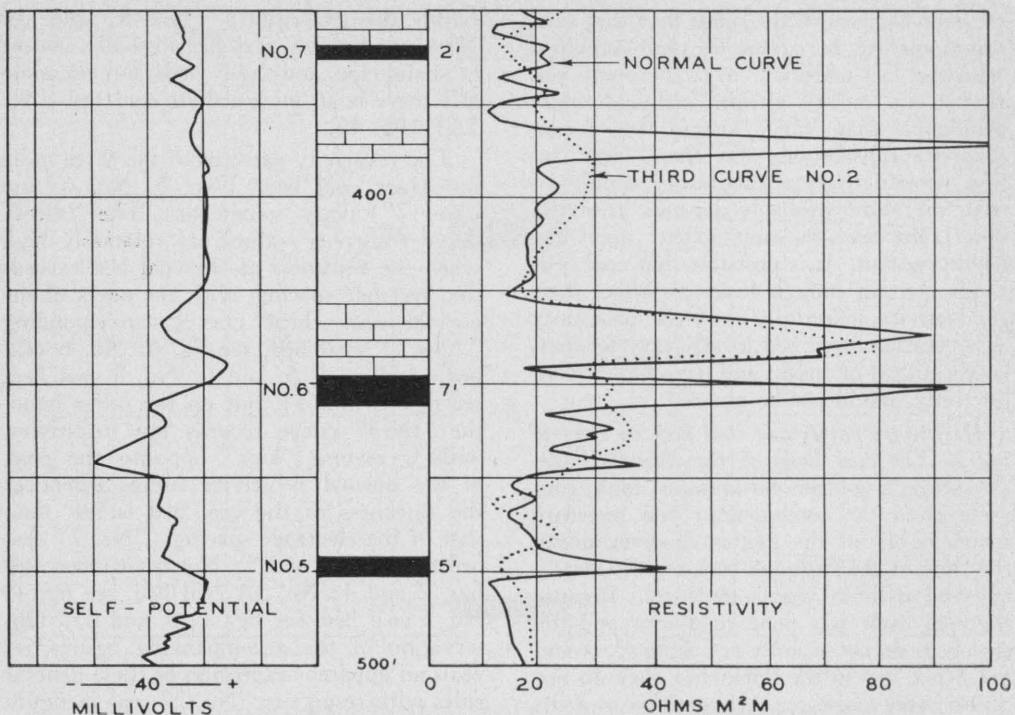 NO.7
2'
NORMAL CURVE
400'
THIRD CURVE NO.2
NO.6
7'
NO.5
5'
SELF-POTENTIAL
RESISTIVITY
500'
- 40 +
MILLIVOLTS
0 20 40 60 80 100
OHMS M²M